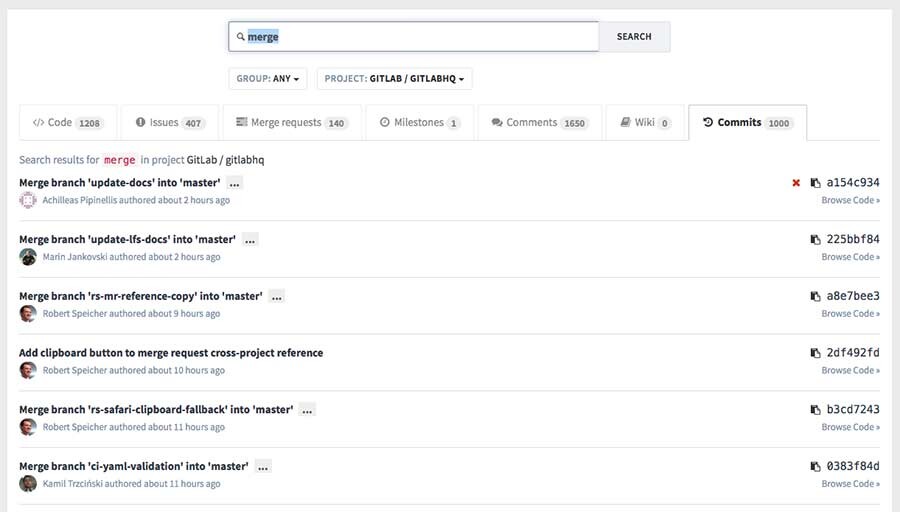 merge SEARCH
GROUP: ANY PROJECT: GITLAB / GITLABHQ
</> Code 1208 Issues 407 Merge requests 140 Milestones 1 Comments 1650 Wiki 0 Commits 1000
Search results for merge in project GitLab / gitlabhq
Merge branch 'update-docs' into 'master' ... a154c934
Achilleas Pipinellis authored about 2 hours ago Browse Code »
Merge branch 'update-lfs-docs' into 'master' ... 225bbf84
Marin Jankovski authored about 2 hours ago Browse Code »
Merge branch 'rs-mr-reference-copy' into 'master' ... a8e7bee3
Robert Speicher authored about 9 hours ago Browse Code »
Add clipboard button to merge request cross-project reference 2df492fd
Robert Speicher authored about 10 hours ago Browse Code »
Merge branch 'rs-safari-clipboard-fallback' into 'master' ... b3cd7243
Robert Speicher authored about 11 hours ago Browse Code »
Merge branch 'ci-yaml-validation' into 'master' ... 0383f84d
Kamil Trzciński authored about 11 hours ago Browse Code »